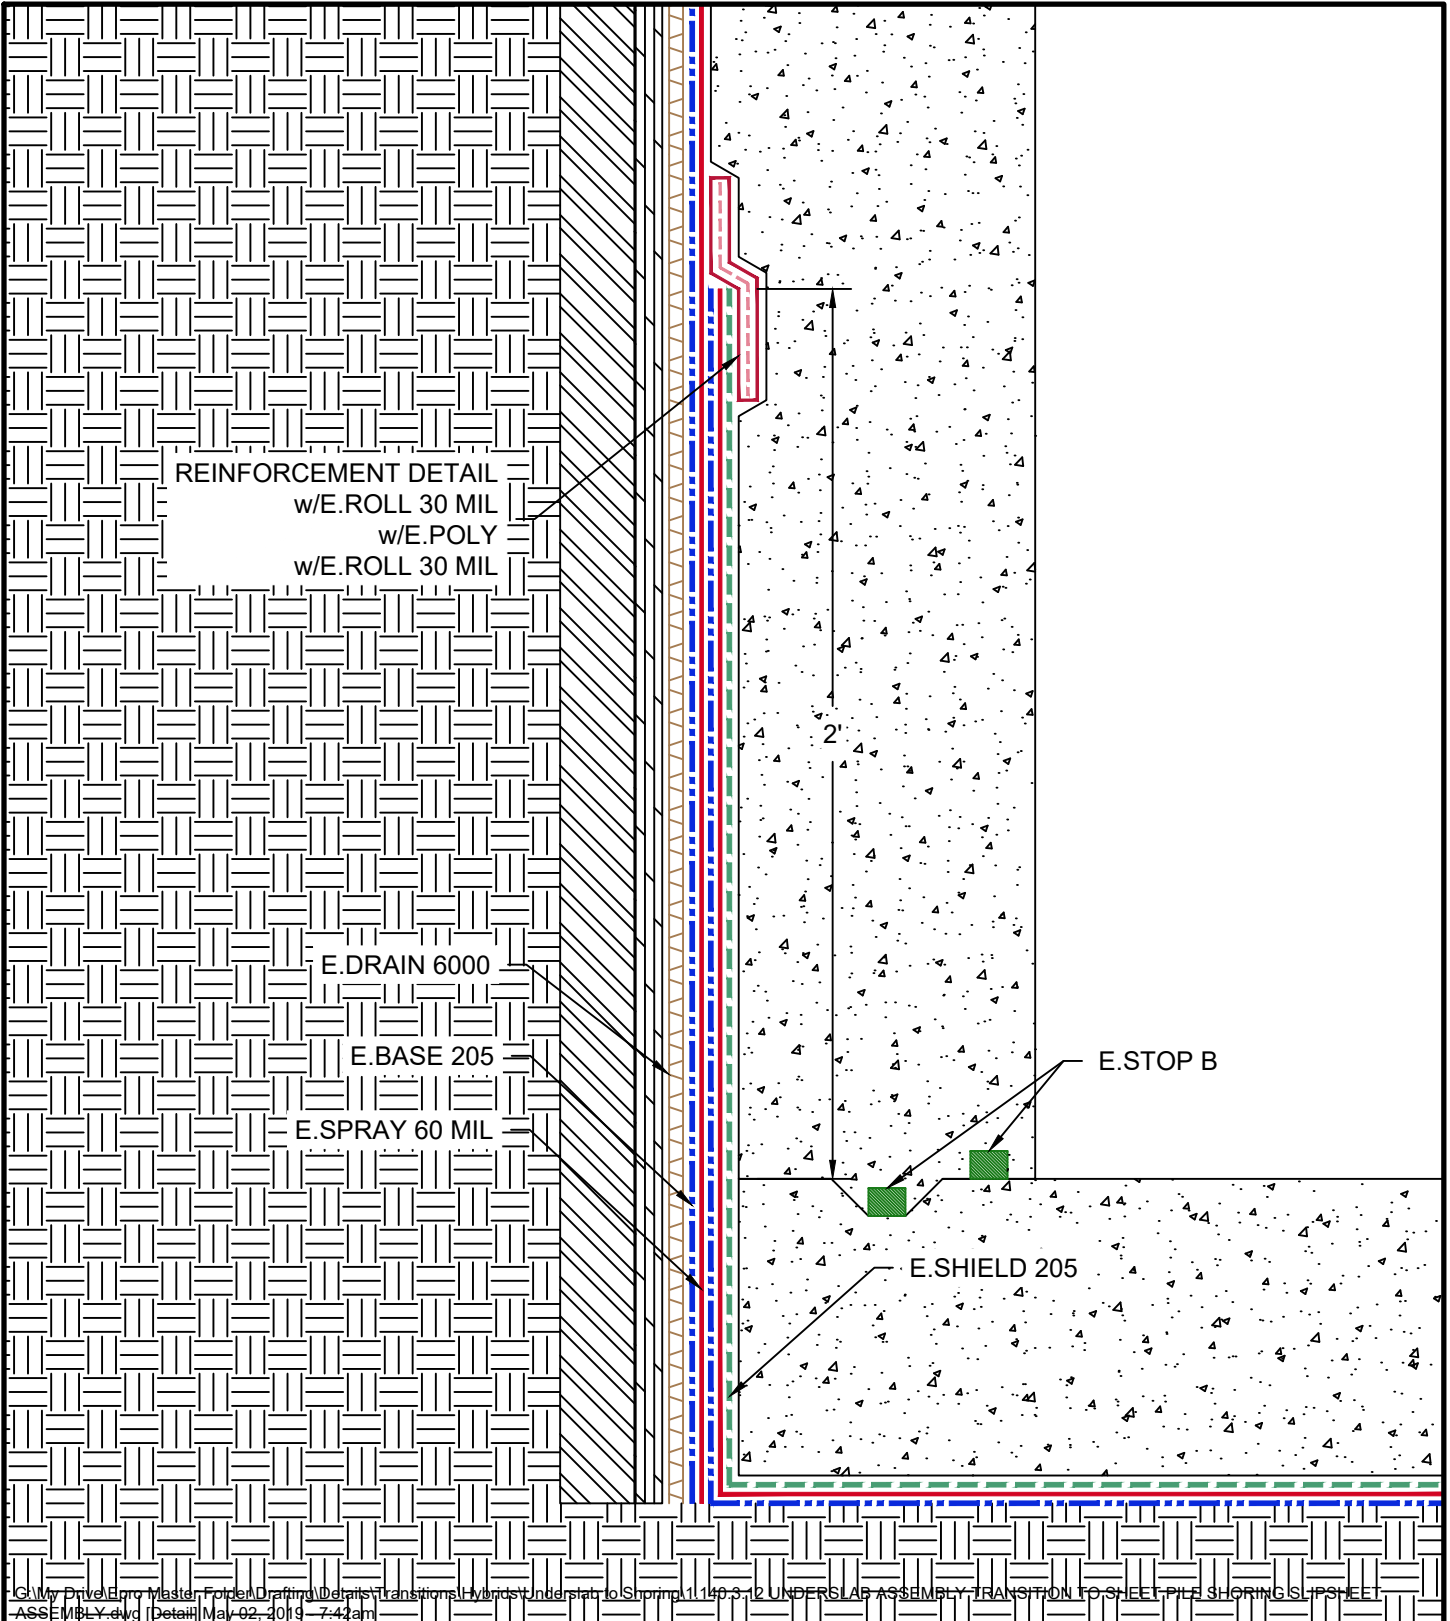 REINFORCEMENT DETAIL
w/E.ROLL 30 MIL
w/E.POLY
w/E.ROLL 30 MIL
2'
E.DRAIN 6000
E.BASE 205
E.STOP B
E.SPRAY 60 MIL
E.SHIELD 205
G:\My Drive\Epro Master Folder\Drafting\Details\Transitions\Hybrids\Underslab to Shoring\1.140.3.12 UNDERSLAB ASSEMBLY TRANSITION TO SHEET PILE SHORING SLIPSHEET
ASSEMBLY.dwg [Detail] May 02, 2019 - 7:42am